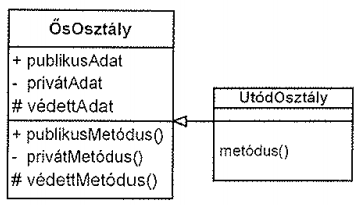 ŐsOsztály
+ publikusAdat
- privátAdat
# védettAdat
+ publikusMetódus()
- privátMetódus()
# védettMetódus()
UtódOsztály
metódus()